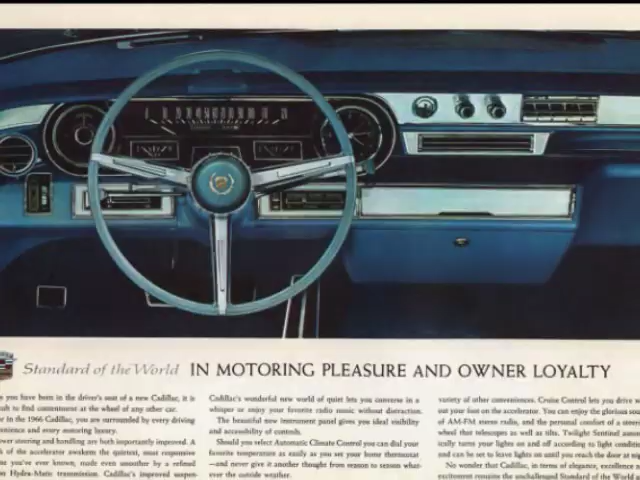 Standard of the World IN MOTORING PLEASURE AND OWNER LOYALTY
you have been in the driver's seat of a new Cadillac, it is
to find contentment at the wheel of any other car.
in the 1966 Cadillac, you are surrounded by every driving
and every motoring luxury.
steering and handling are both importantly improved. A
of the accelerator awakens the quietest, most responsive
you've ever known, made even smoother by a refined
Hydra-Matic transmission. Cadillac's improved
Cadillac's wonderful new world of quiet lets you converse in a
whisper or enjoy your favorite radio music without distraction.
The beautiful new instrument panel gives you ideal visibility
and accessibility of controls.
Should you select Automatic Climate Control you can dial your
favorite temperature as easily as you set your home thermostat
—and never give it another thought from season to season what-
ever the outside weather.
variety of other conveniences. Cruise Control lets you drive
out your foot on the accelerator. You can enjoy the glorious
of AM-FM stereo radio, and the personal comfort of a steering
wheel that telescopes as well as tilts. Twilight Sentinel
ically turns your lights on and off according to light
and can be set to leave lights on until you reach the door at
No wonder that Cadillac, in terms of elegance, excellence
excitement remains the unchallenged Standard of the World